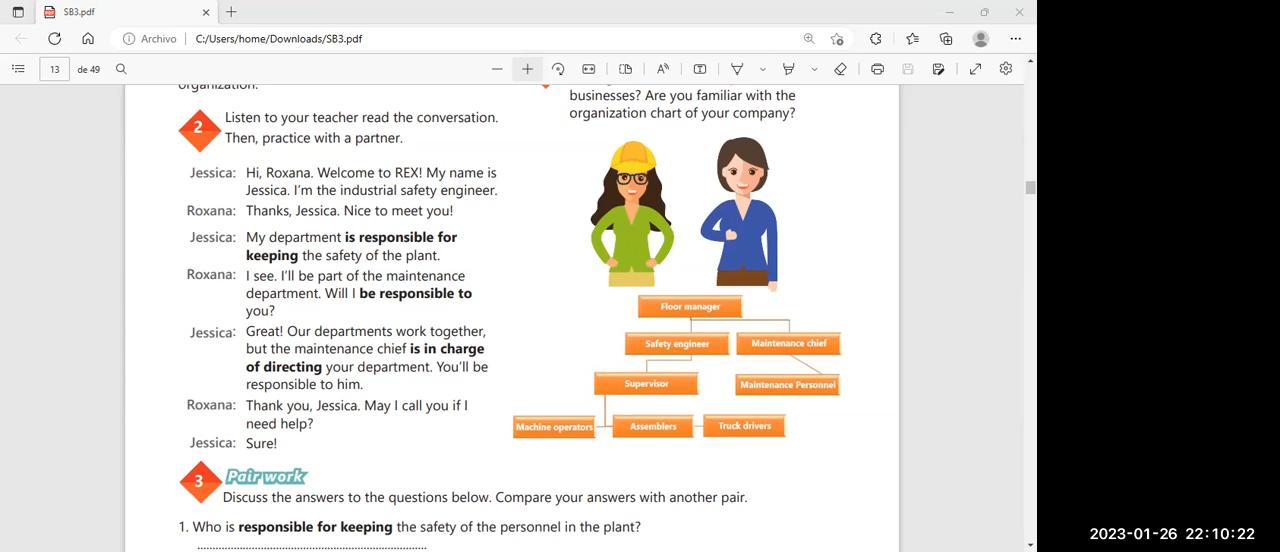 SB3.pdf
Archivo
C:/Users/home/Downloads/SB3.pdf
13
de 49
organization.
2
Listen to your teacher read the conversation.
Then, practice with a partner.
Jessica: Hi, Roxana. Welcome to REX! My name is
Jessica. I'm the industrial safety engineer.
Roxana: Thanks, Jessica. Nice to meet you!
Jessica: My department is responsible for
keeping the safety of the plant.
Roxana: I see. I'll be part of the maintenance
department. Will I be responsible to
you?
Jessica: Great! Our departments work together,
but the maintenance chief is in charge
of directing your department. You'll be
responsible to him.
Roxana: Thank you, Jessica. May I call you if I
need help?
Jessica: Sure!
businesses? Are you familiar with the
organization chart of your company?
Floor manager
Safety engineer
Maintenance chief
Supervisor
Maintenance Personnel
Machine operators
Assemblers
Truck drivers
3
Pair work
Discuss the answers to the questions below. Compare your answers with another pair.
1. Who is responsible for keeping the safety of the personnel in the plant?
2023-01-26 22:10:22